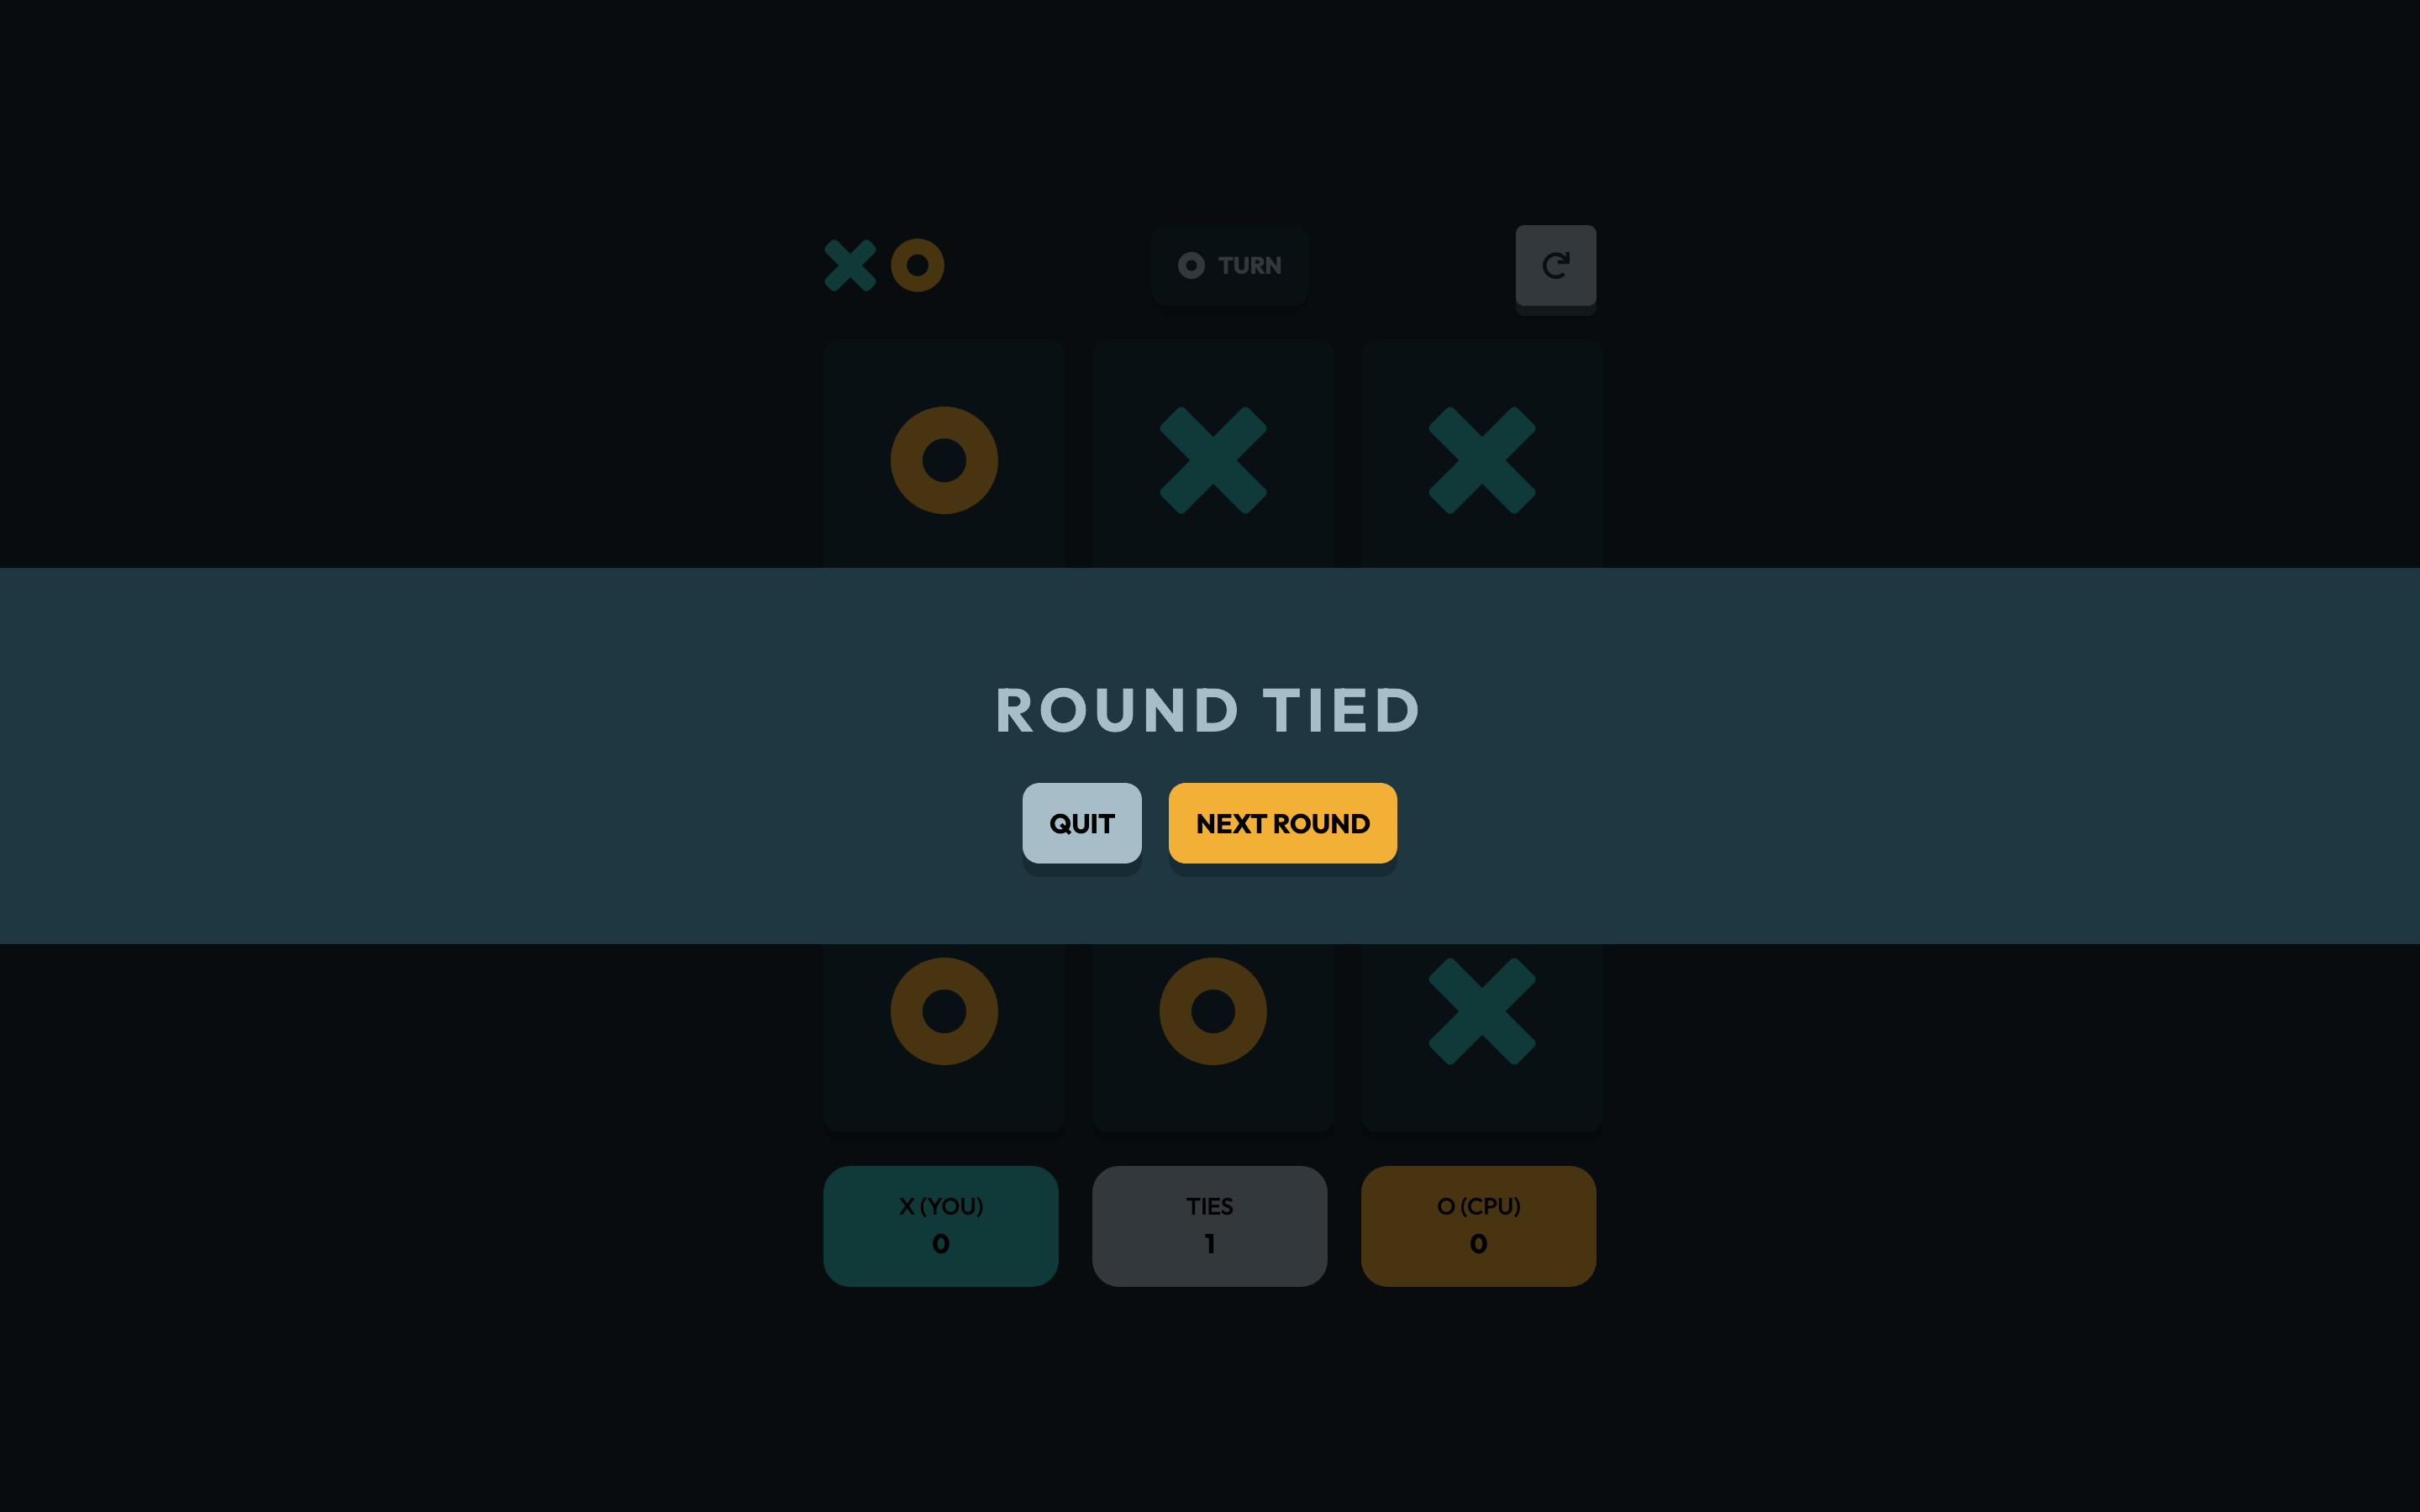 TURN
ROUND TIED
QUIT
NEXT ROUND
X (YOU)
TIES
O (CPU)
0
1
0